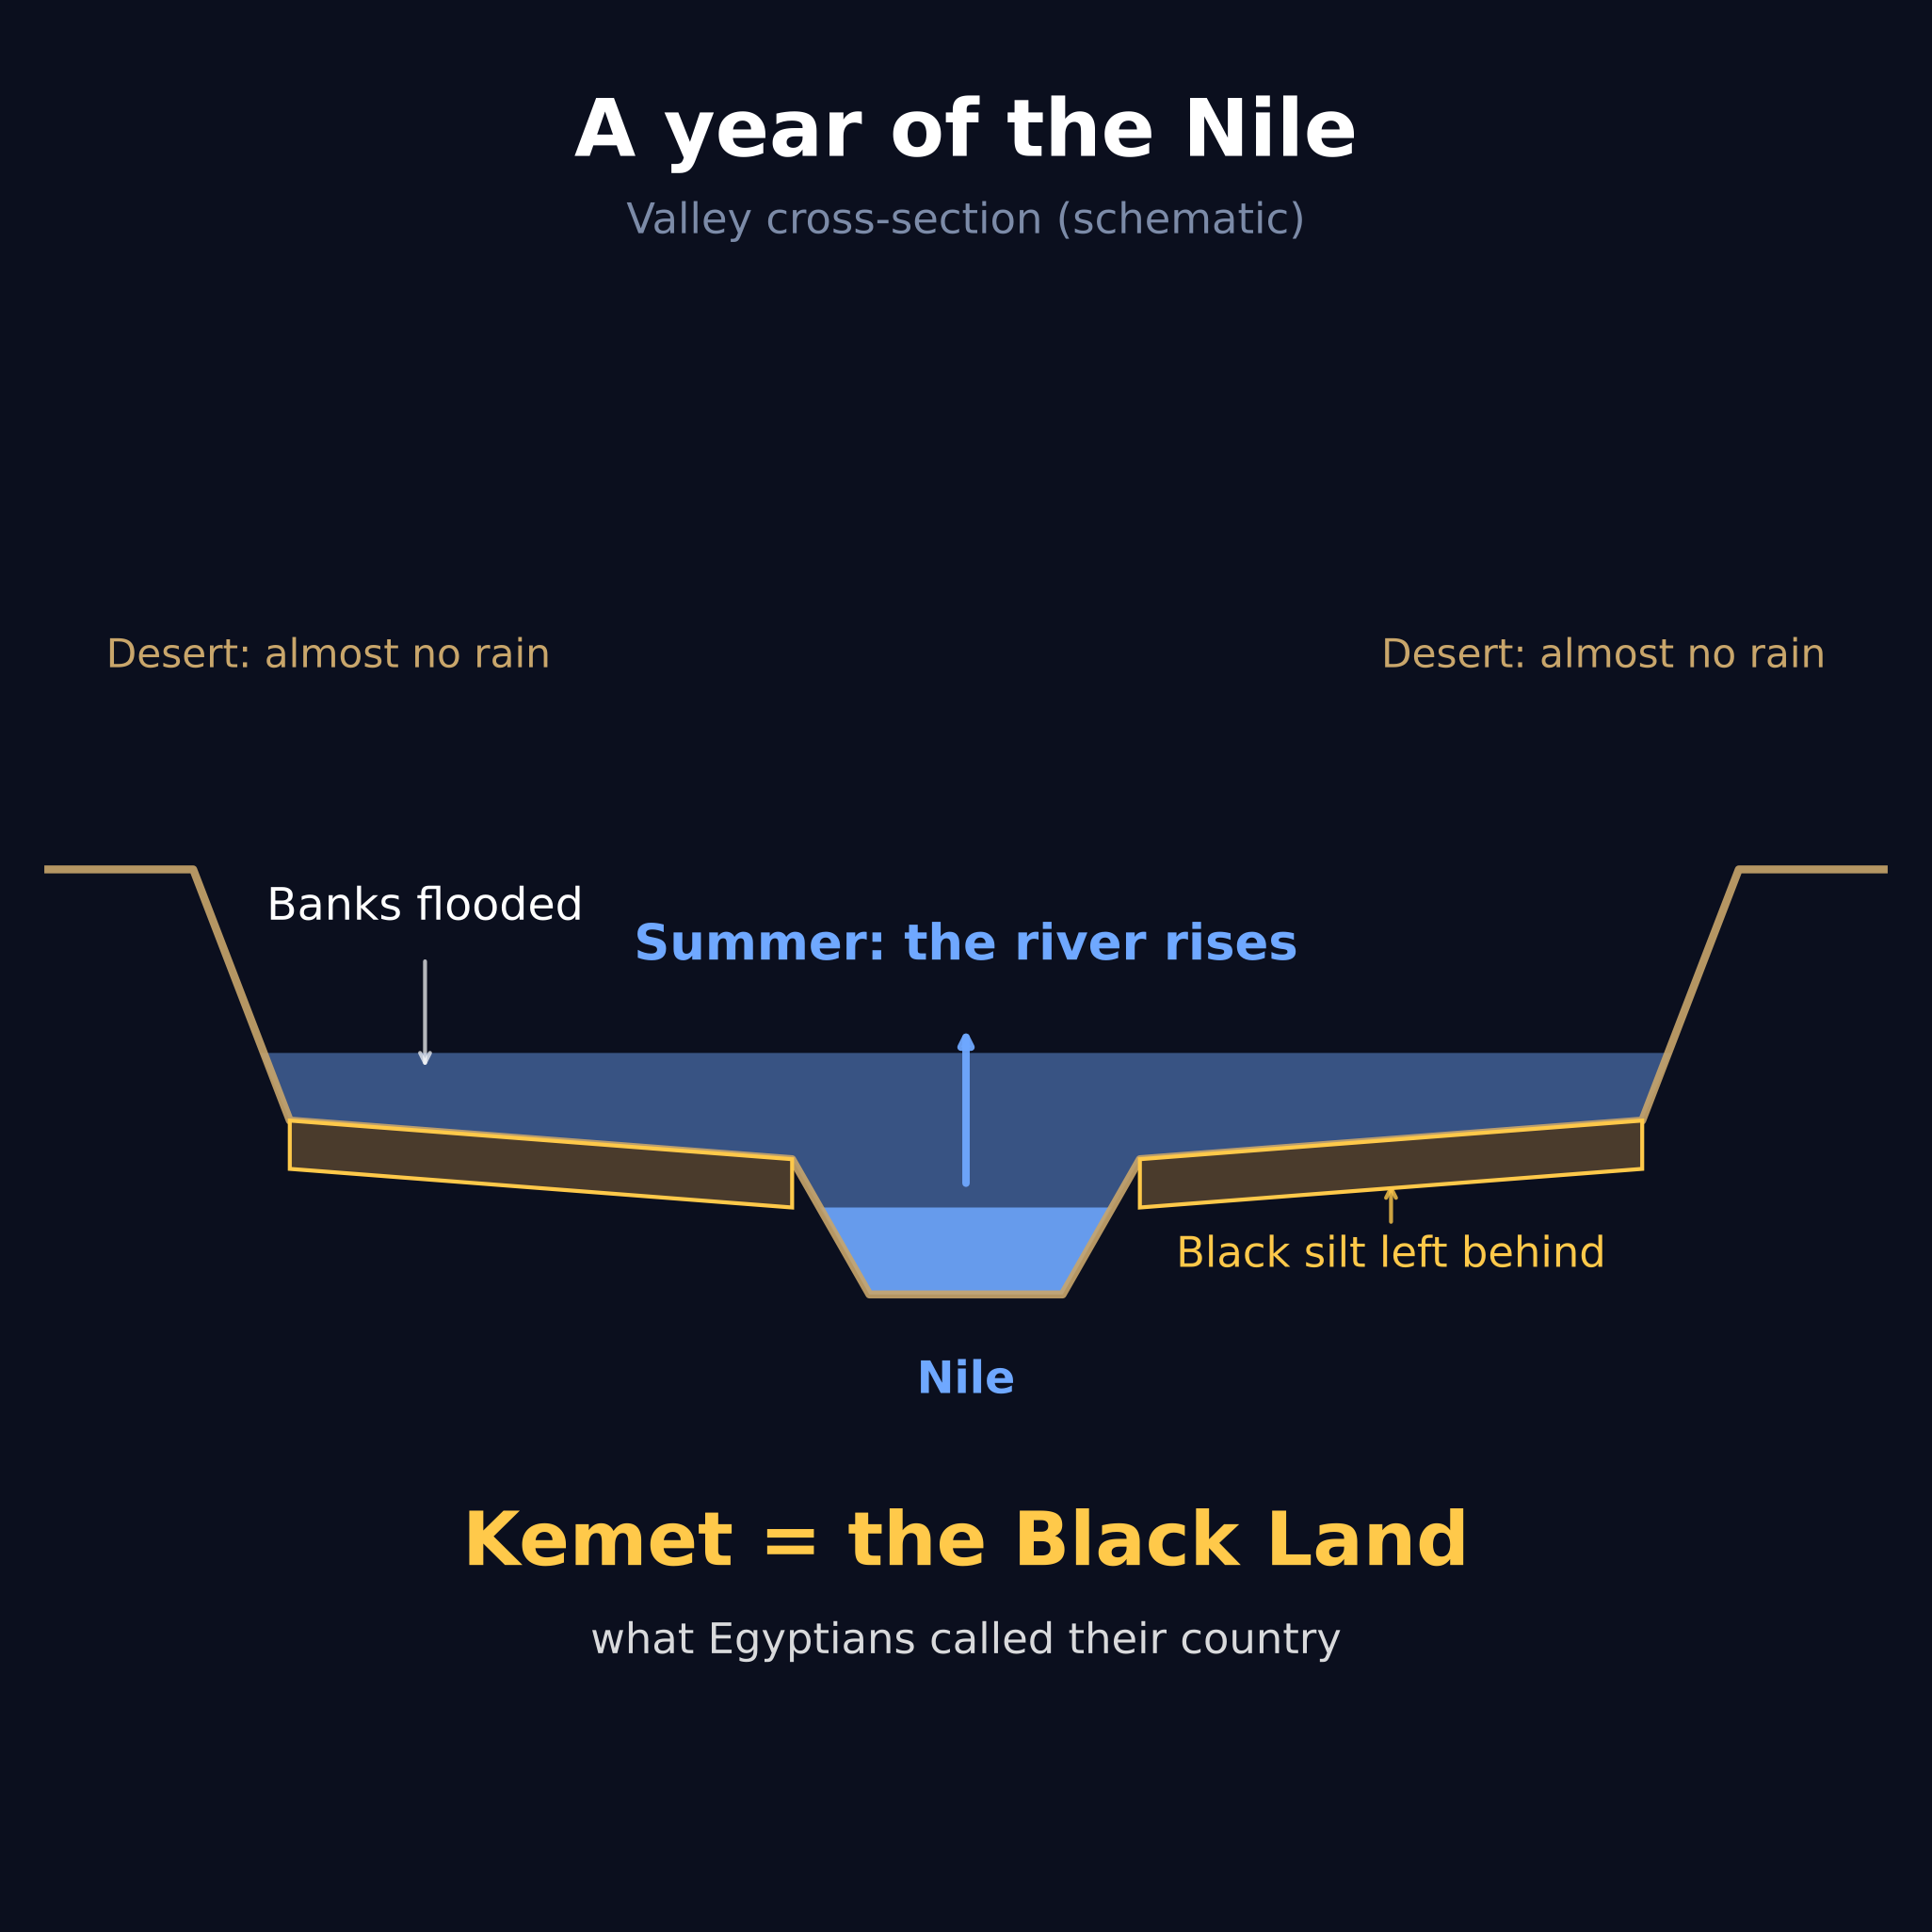 A year of the Nile
Valley cross-section (schematic)
Desert: almost no rain
Desert: almost no rain
Banks flooded
Summer: the river rises
Black silt left behind
Nile
Kemet = the Black Land
what Egyptians called their country